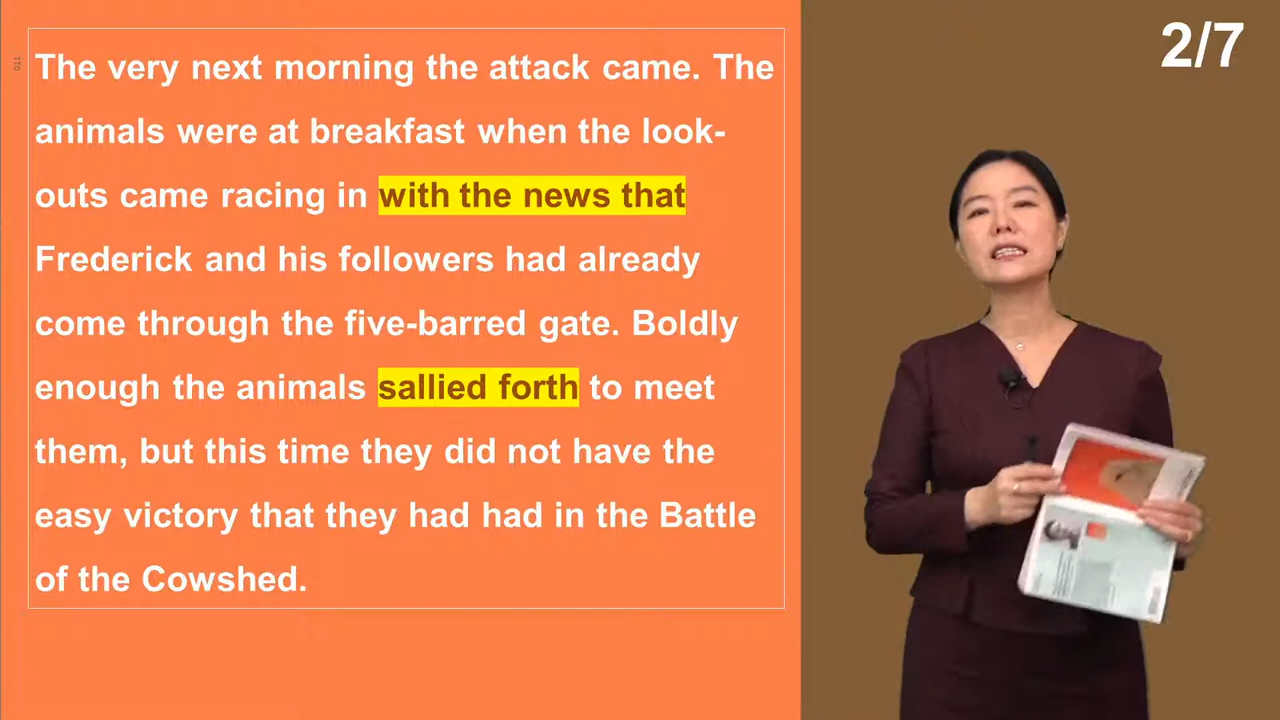 2/7
The very next morning the attack came. The
animals were at breakfast when the look-
outs came racing in with the news that
Frederick and his followers had already
come through the five-barred gate. Boldly
enough the animals sallied forth to meet
them, but this time they did not have the
easy victory that they had had in the Battle
of the Cowshed.